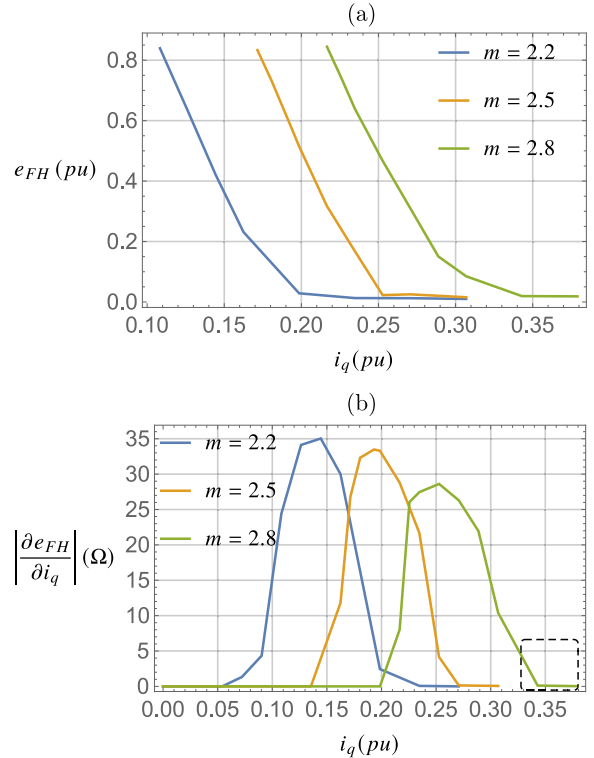 (a)
0.8
0.6
0.4
0.2
0.0
e_FH (pu)
m = 2.2
m = 2.5
m = 2.8
0.10 0.15 0.20 0.25 0.30 0.35
i_q (pu)
(b)
35
30
25
20
15
10
5
0
|∂e_FH/∂i_q| (Ω)
m = 2.2
m = 2.5
m = 2.8
0.00 0.05 0.10 0.15 0.20 0.25 0.30 0.35
i_q (pu)